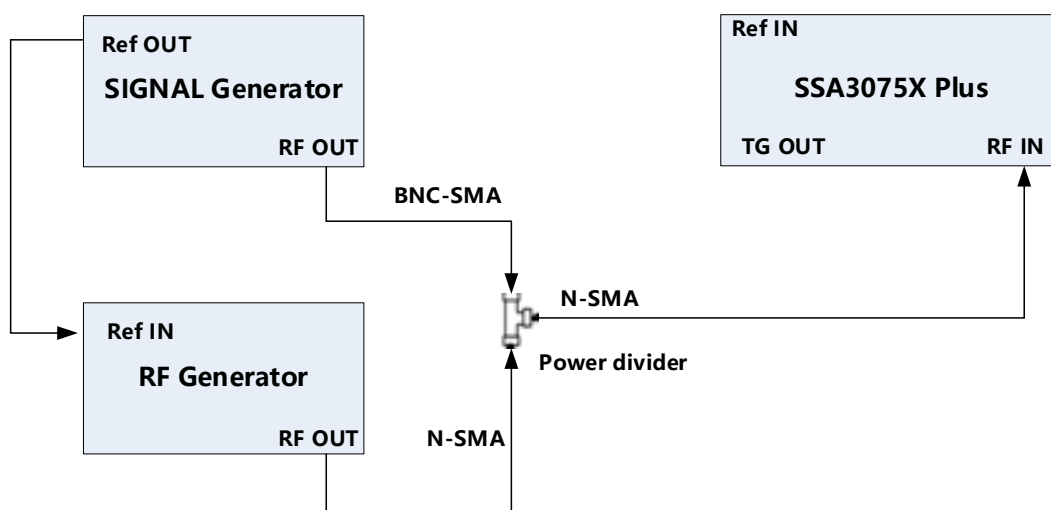 Ref OUT
SIGNAL Generator
RF OUT
Ref IN
SSA3075X Plus
TG OUT
RF IN
BNC-SMA
N-SMA
Power divider
Ref IN
RF Generator
RF OUT
N-SMA